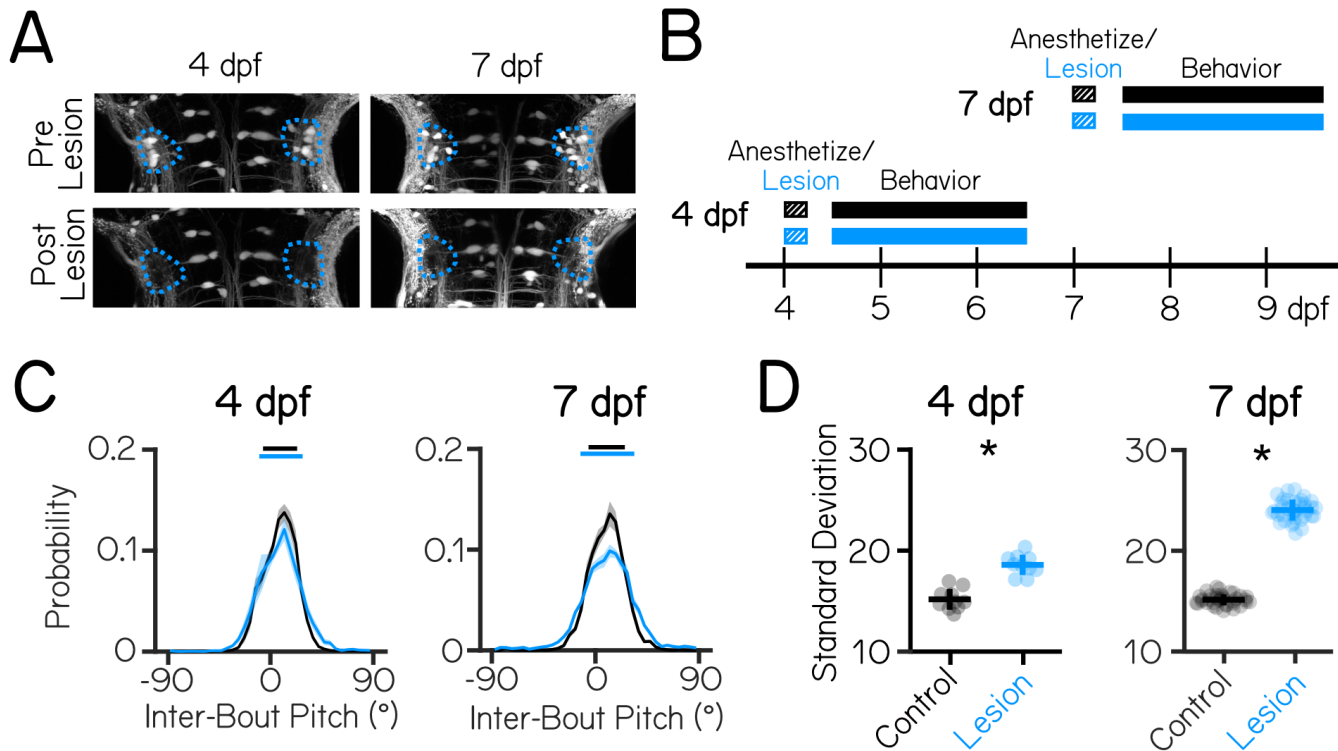 A
4 dpf
7 dpf
Pre
Lesion
Post
Lesion
B
Anesthetize/
Lesion
Behavior
7 dpf
Anesthetize/
Lesion
Behavior
4 dpf
4
5
6
7
8
9 dpf
C
4 dpf
7 dpf
Probability
0.2
0.1
0
-90
0
90
Inter-Bout Pitch (°)
0.2
0.1
0
-90
0
90
Inter-Bout Pitch (°)
D
4 dpf
7 dpf
Standard Deviation
30
20
10
*
Control
Lesion
30
20
10
*
Control
Lesion